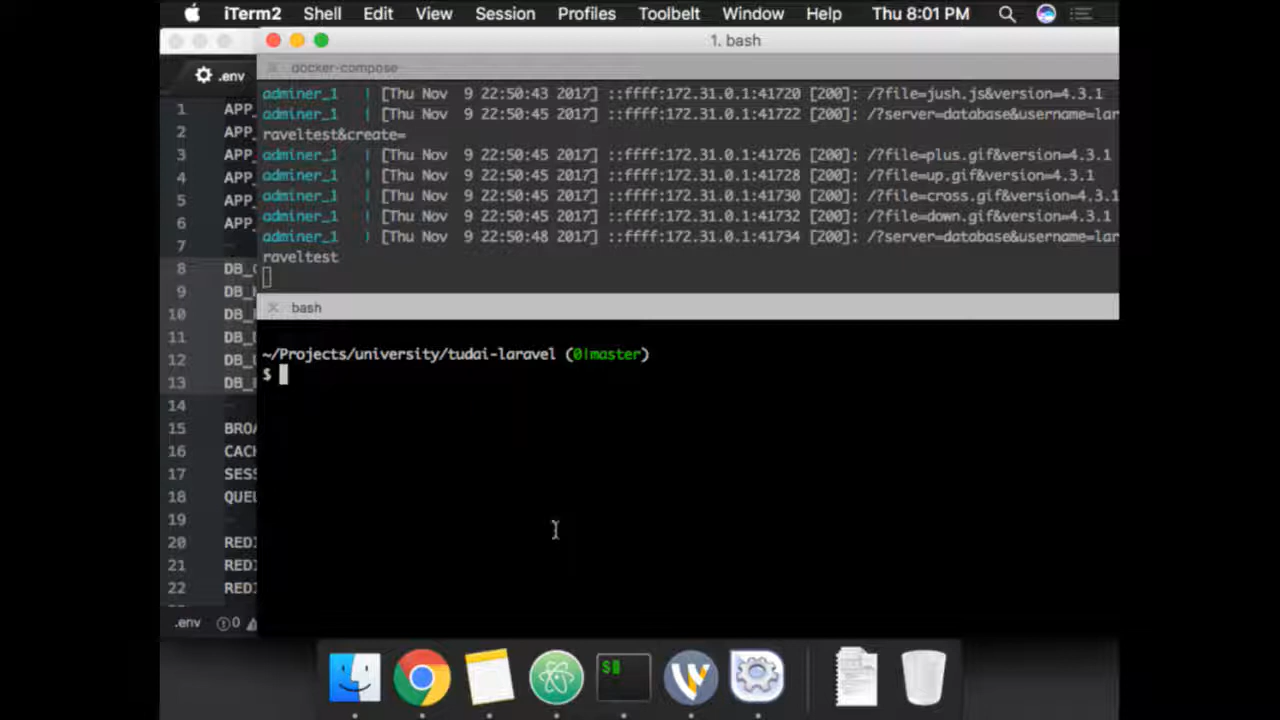 iTerm2 Shell Edit View Session Profiles Toolbelt Window Help Thu 8:01 PM
1. bash
.env
docker-compose
adminer_1 | [Thu Nov 9 22:50:43 2017] ::ffff:172.31.0.1:41720 [200]: /?file=jush.js&version=4.3.1
adminer_1 | [Thu Nov 9 22:50:45 2017] ::ffff:172.31.0.1:41722 [200]: /?server=database&username=lar
raveltest&create=
adminer_1 | [Thu Nov 9 22:50:45 2017] ::ffff:172.31.0.1:41726 [200]: /?file=plus.gif&version=4.3.1
adminer_1 | [Thu Nov 9 22:50:45 2017] ::ffff:172.31.0.1:41728 [200]: /?file=up.gif&version=4.3.1
adminer_1 | [Thu Nov 9 22:50:45 2017] ::ffff:172.31.0.1:41730 [200]: /?file=cross.gif&version=4.3.1
adminer_1 | [Thu Nov 9 22:50:45 2017] ::ffff:172.31.0.1:41732 [200]: /?file=down.gif&version=4.3.1
adminer_1 | [Thu Nov 9 22:50:48 2017] ::ffff:172.31.0.1:41734 [200]: /?server=database&username=lar
raveltest
bash
~/Projects/university/tudai-laravel (0|master)
$
1 APP_
2 APP_
3 APP_
4 APP_
5 APP_
6 APP_
7
8 DB_
9 DB_
10 DB_
11 DB_
12 DB_
13 DB_
14
15 BROA
16 CACH
17 SESS
18 QUEU
19
20 REDI
21 REDI
22 REDI
.env 0
$